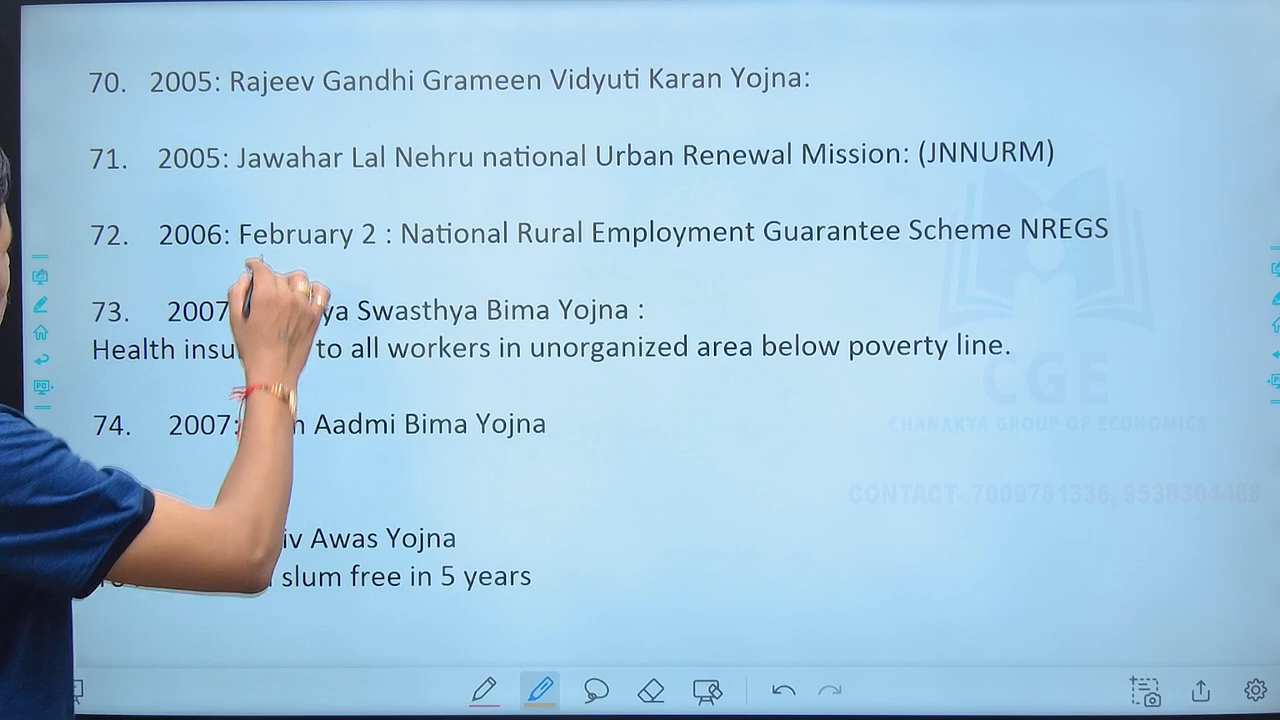 70. 2005: Rajeev Gandhi Grameen Vidyuti Karan Yojna:
71. 2005: Jawahar Lal Nehru national Urban Renewal Mission: (JNNURM)
72. 2006: February 2 : National Rural Employment Guarantee Scheme NREGS
73. 2007 ya Swasthya Bima Yojna :
Health insu to all workers in unorganized area below poverty line.
74. 2007: Aadmi Bima Yojna
iv Awas Yojna
slum free in 5 years
CGE
CHANAKYA GROUP OF ECONOMICS
CONTACT- 7009781336, 9538304488